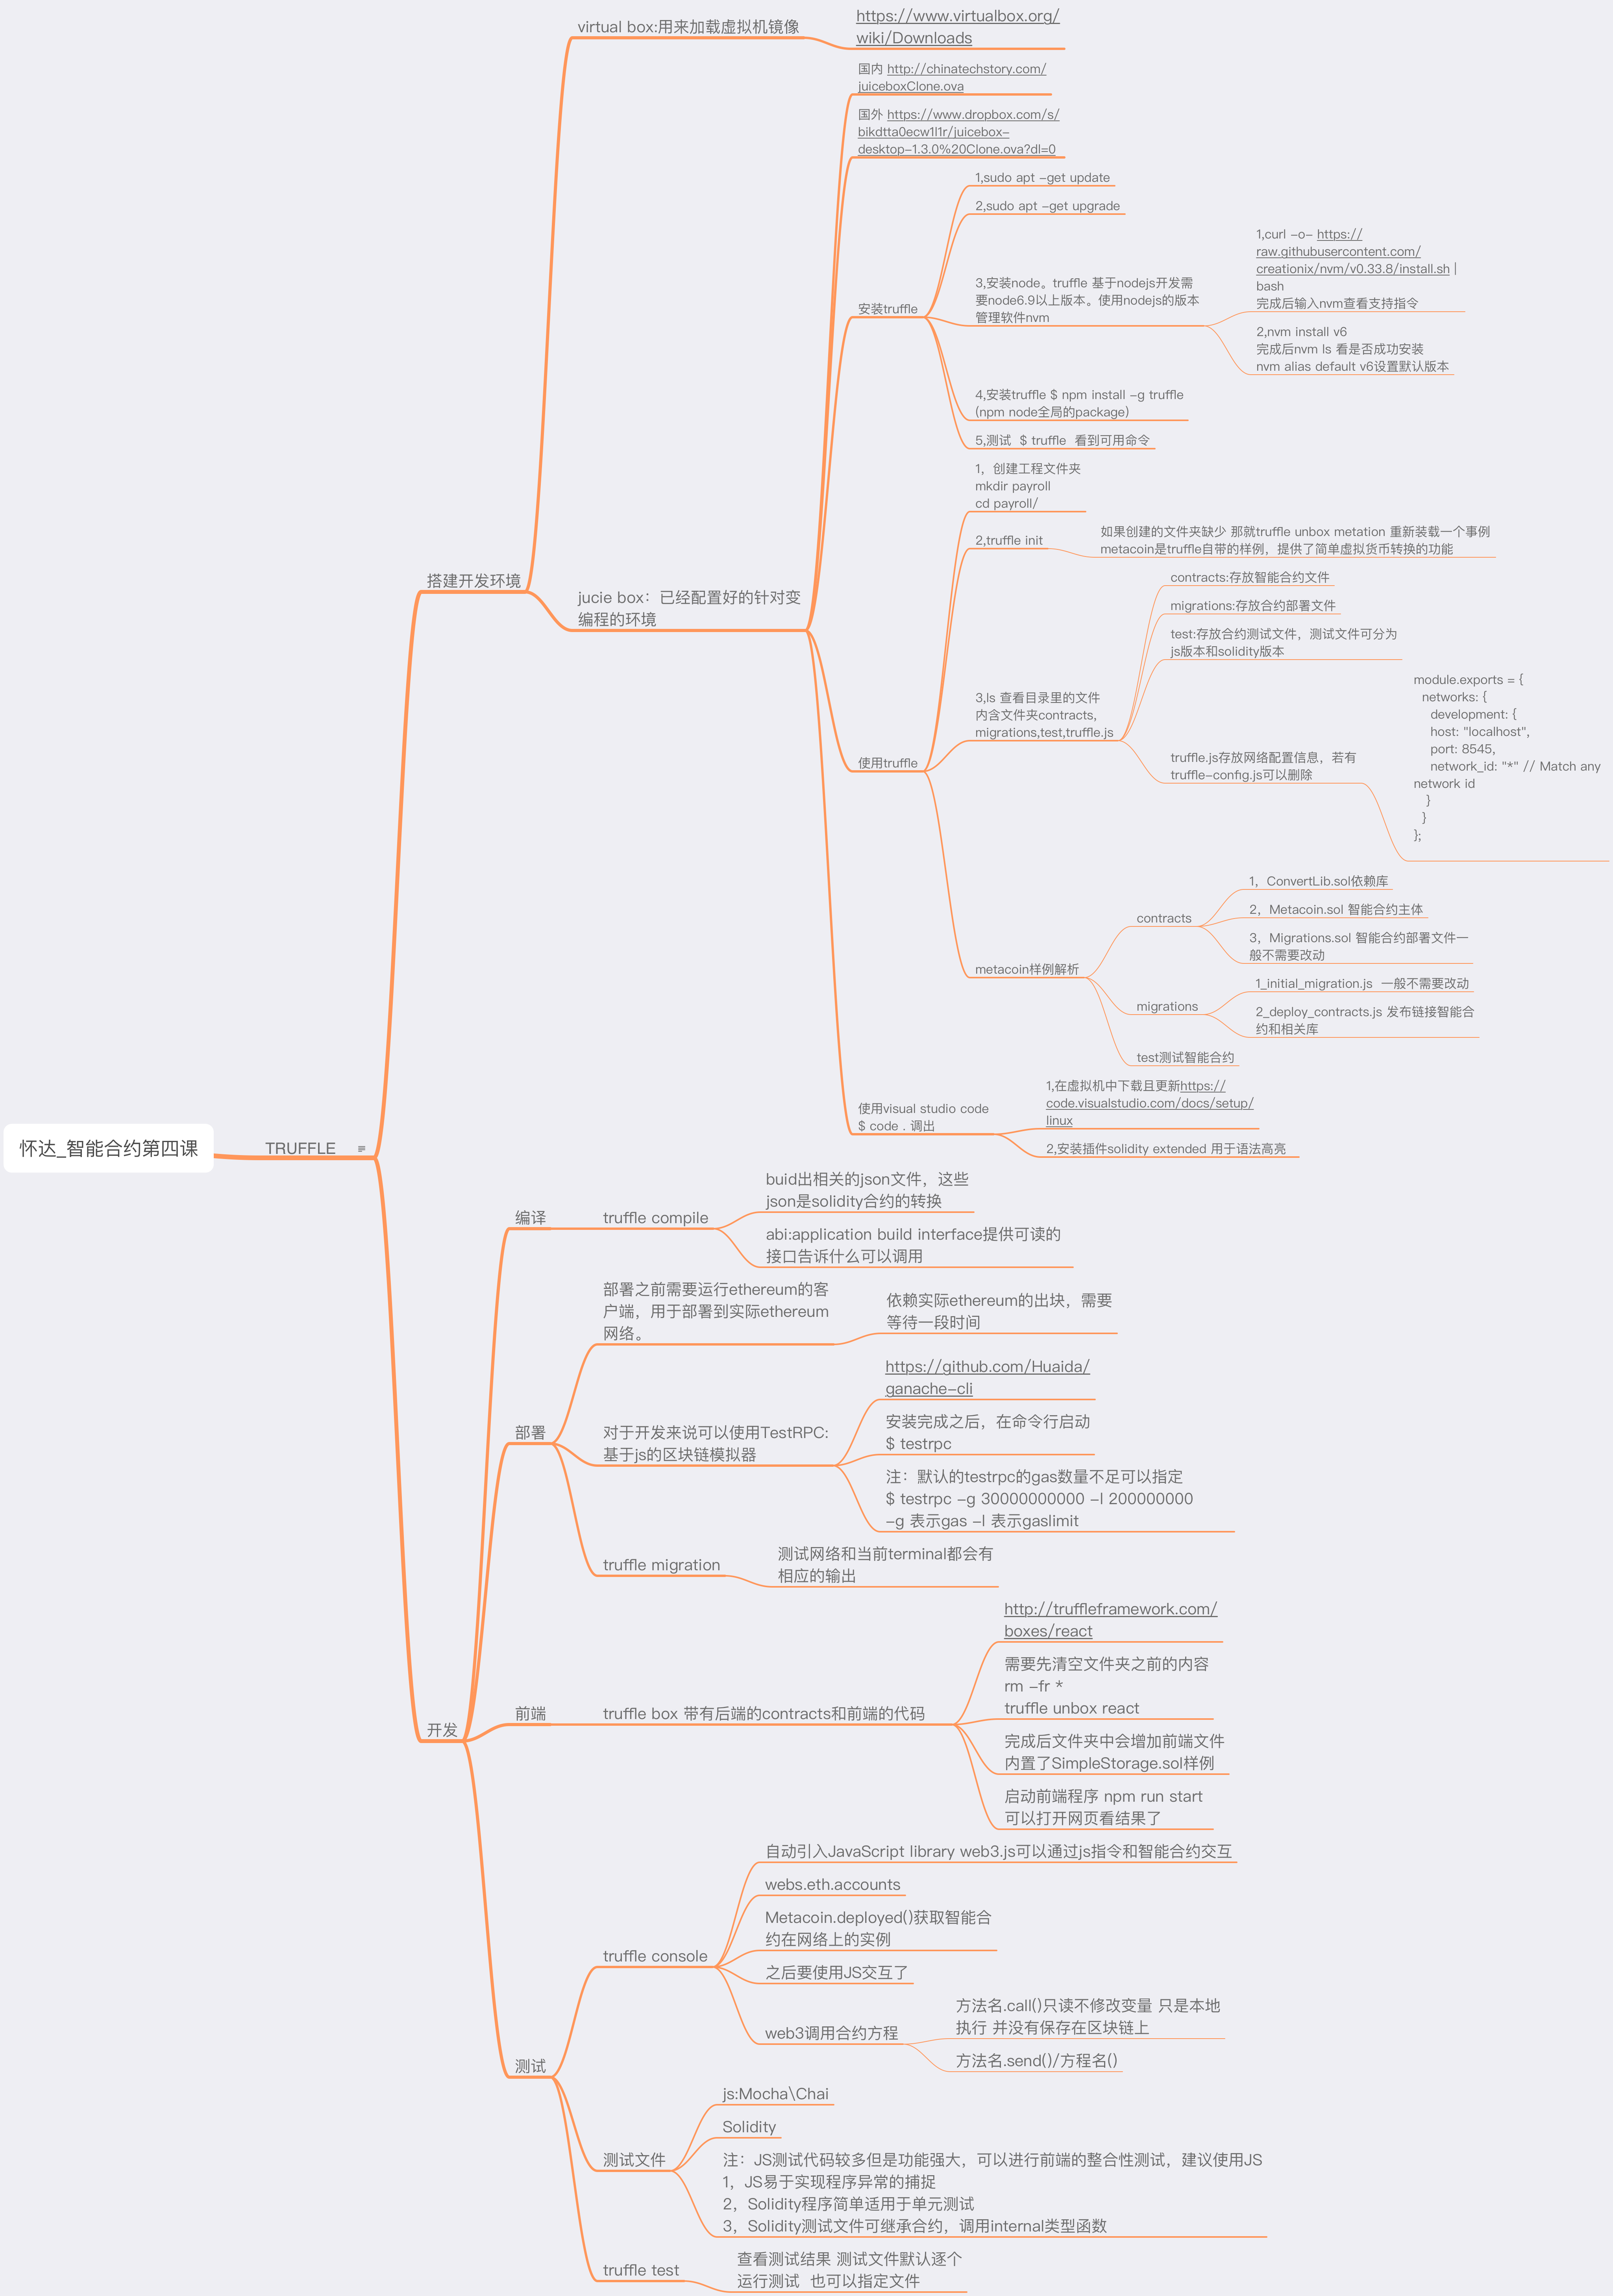 怀达_智能合约第四课
TRUFFLE
搭建开发环境
virtual box:用来加载虚拟机镜像
https://www.virtualbox.org/
wiki/Downloads
jucie box：已经配置好的针对变
编程的环境
国内 http://chinatechstory.com/
juiceboxClone.ova
国外 https://www.dropbox.com/s/
bikdtta0ecw1l1r/juicebox-
desktop-1.3.0%20Clone.ova?dl=0
安装truffle
1,sudo apt -get update
2,sudo apt -get upgrade
3,安装node。truffle 基于nodejs开发需
要node6.9以上版本。使用nodejs的版本
管理软件nvm
1,curl -o- https://
raw.githubusercontent.com/
creationix/nvm/v0.33.8/install.sh |
bash
完成后输入nvm查看支持指令
2,nvm install v6
完成后nvm ls 看是否成功安装
nvm alias default v6设置默认版本
4,安装truffle $ npm install -g truffle
(npm node全局的package)
5,测试  $ truffle  看到可用命令
使用truffle
1，创建工程文件夹
mkdir payroll
cd payroll/
2,truffle init
如果创建的文件夹缺少 那就truffle unbox metation 重新装载一个事例
metacoin是truffle自带的样例，提供了简单虚拟货币转换的功能
3,ls 查看目录里的文件
内含文件夹contracts,
migrations,test,truffle.js
contracts:存放智能合约文件
migrations:存放合约部署文件
test:存放合约测试文件，测试文件可分为
js版本和solidity版本
truffle.js存放网络配置信息，若有
truffle-config.js可以删除
module.exports = {
networks: {
development: {
host: "localhost",
port: 8545,
network_id: "*" // Match any
network id
}
}
};
metacoin样例解析
contracts
1，ConvertLib.sol依赖库
2，Metacoin.sol 智能合约主体
3，Migrations.sol 智能合约部署文件一
般不需要改动
migrations
1_initial_migration.js  一般不需要改动
2_deploy_contracts.js 发布链接智能合
约和相关库
test测试智能合约
使用visual studio code
$ code . 调出
1,在虚拟机中下载且更新https://
code.visualstudio.com/docs/setup/
linux
2,安装插件solidity extended 用于语法高亮
开发
编译
truffle compile
buid出相关的json文件，这些
json是solidity合约的转换
abi:application build interface提供可读的
接口告诉什么可以调用
部署
部署之前需要运行ethereum的客
户端，用于部署到实际ethereum
网络。
依赖实际ethereum的出块，需要
等待一段时间
对于开发来说可以使用TestRPC:
基于js的区块链模拟器
https://github.com/Huaida/
ganache-cli
安装完成之后，在命令行启动
$ testrpc
注：默认的testrpc的gas数量不足可以指定
$ testrpc -g 30000000000 -l 200000000
-g 表示gas -l 表示gaslimit
truffle migration
测试网络和当前terminal都会有
相应的输出
前端
truffle box 带有后端的contracts和前端的代码
http://truffleframework.com/
boxes/react
需要先清空文件夹之前的内容
rm -fr *
truffle unbox react
完成后文件夹中会增加前端文件
内置了SimpleStorage.sol样例
启动前端程序 npm run start
可以打开网页看结果了
测试
truffle console
自动引入JavaScript library web3.js可以通过js指令和智能合约交互
webs.eth.accounts
Metacoin.deployed()获取智能合
约在网络上的实例
之后要使用JS交互了
web3调用合约方程
方法名.call()只读不修改变量 只是本地
执行 并没有保存在区块链上
方法名.send()/方程名()
测试文件
js:Mocha\Chai
Solidity
注：JS测试代码较多但是功能强大，可以进行前端的整合性测试，建议使用JS
1，JS易于实现程序异常的捕捉
2，Solidity程序简单适用于单元测试
3，Solidity测试文件可继承合约，调用internal类型函数
truffle test
查看测试结果 测试文件默认逐个
运行测试  也可以指定文件